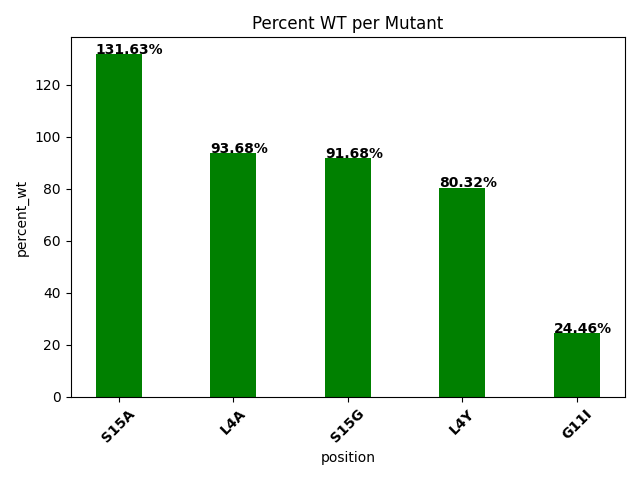 Percent WT per Mutant
131.63%
93.68%
91.68%
80.32%
24.46%
percent_wt
120
100
80
60
40
20
0
S15A
L4A
S15G
L4Y
G11I
position